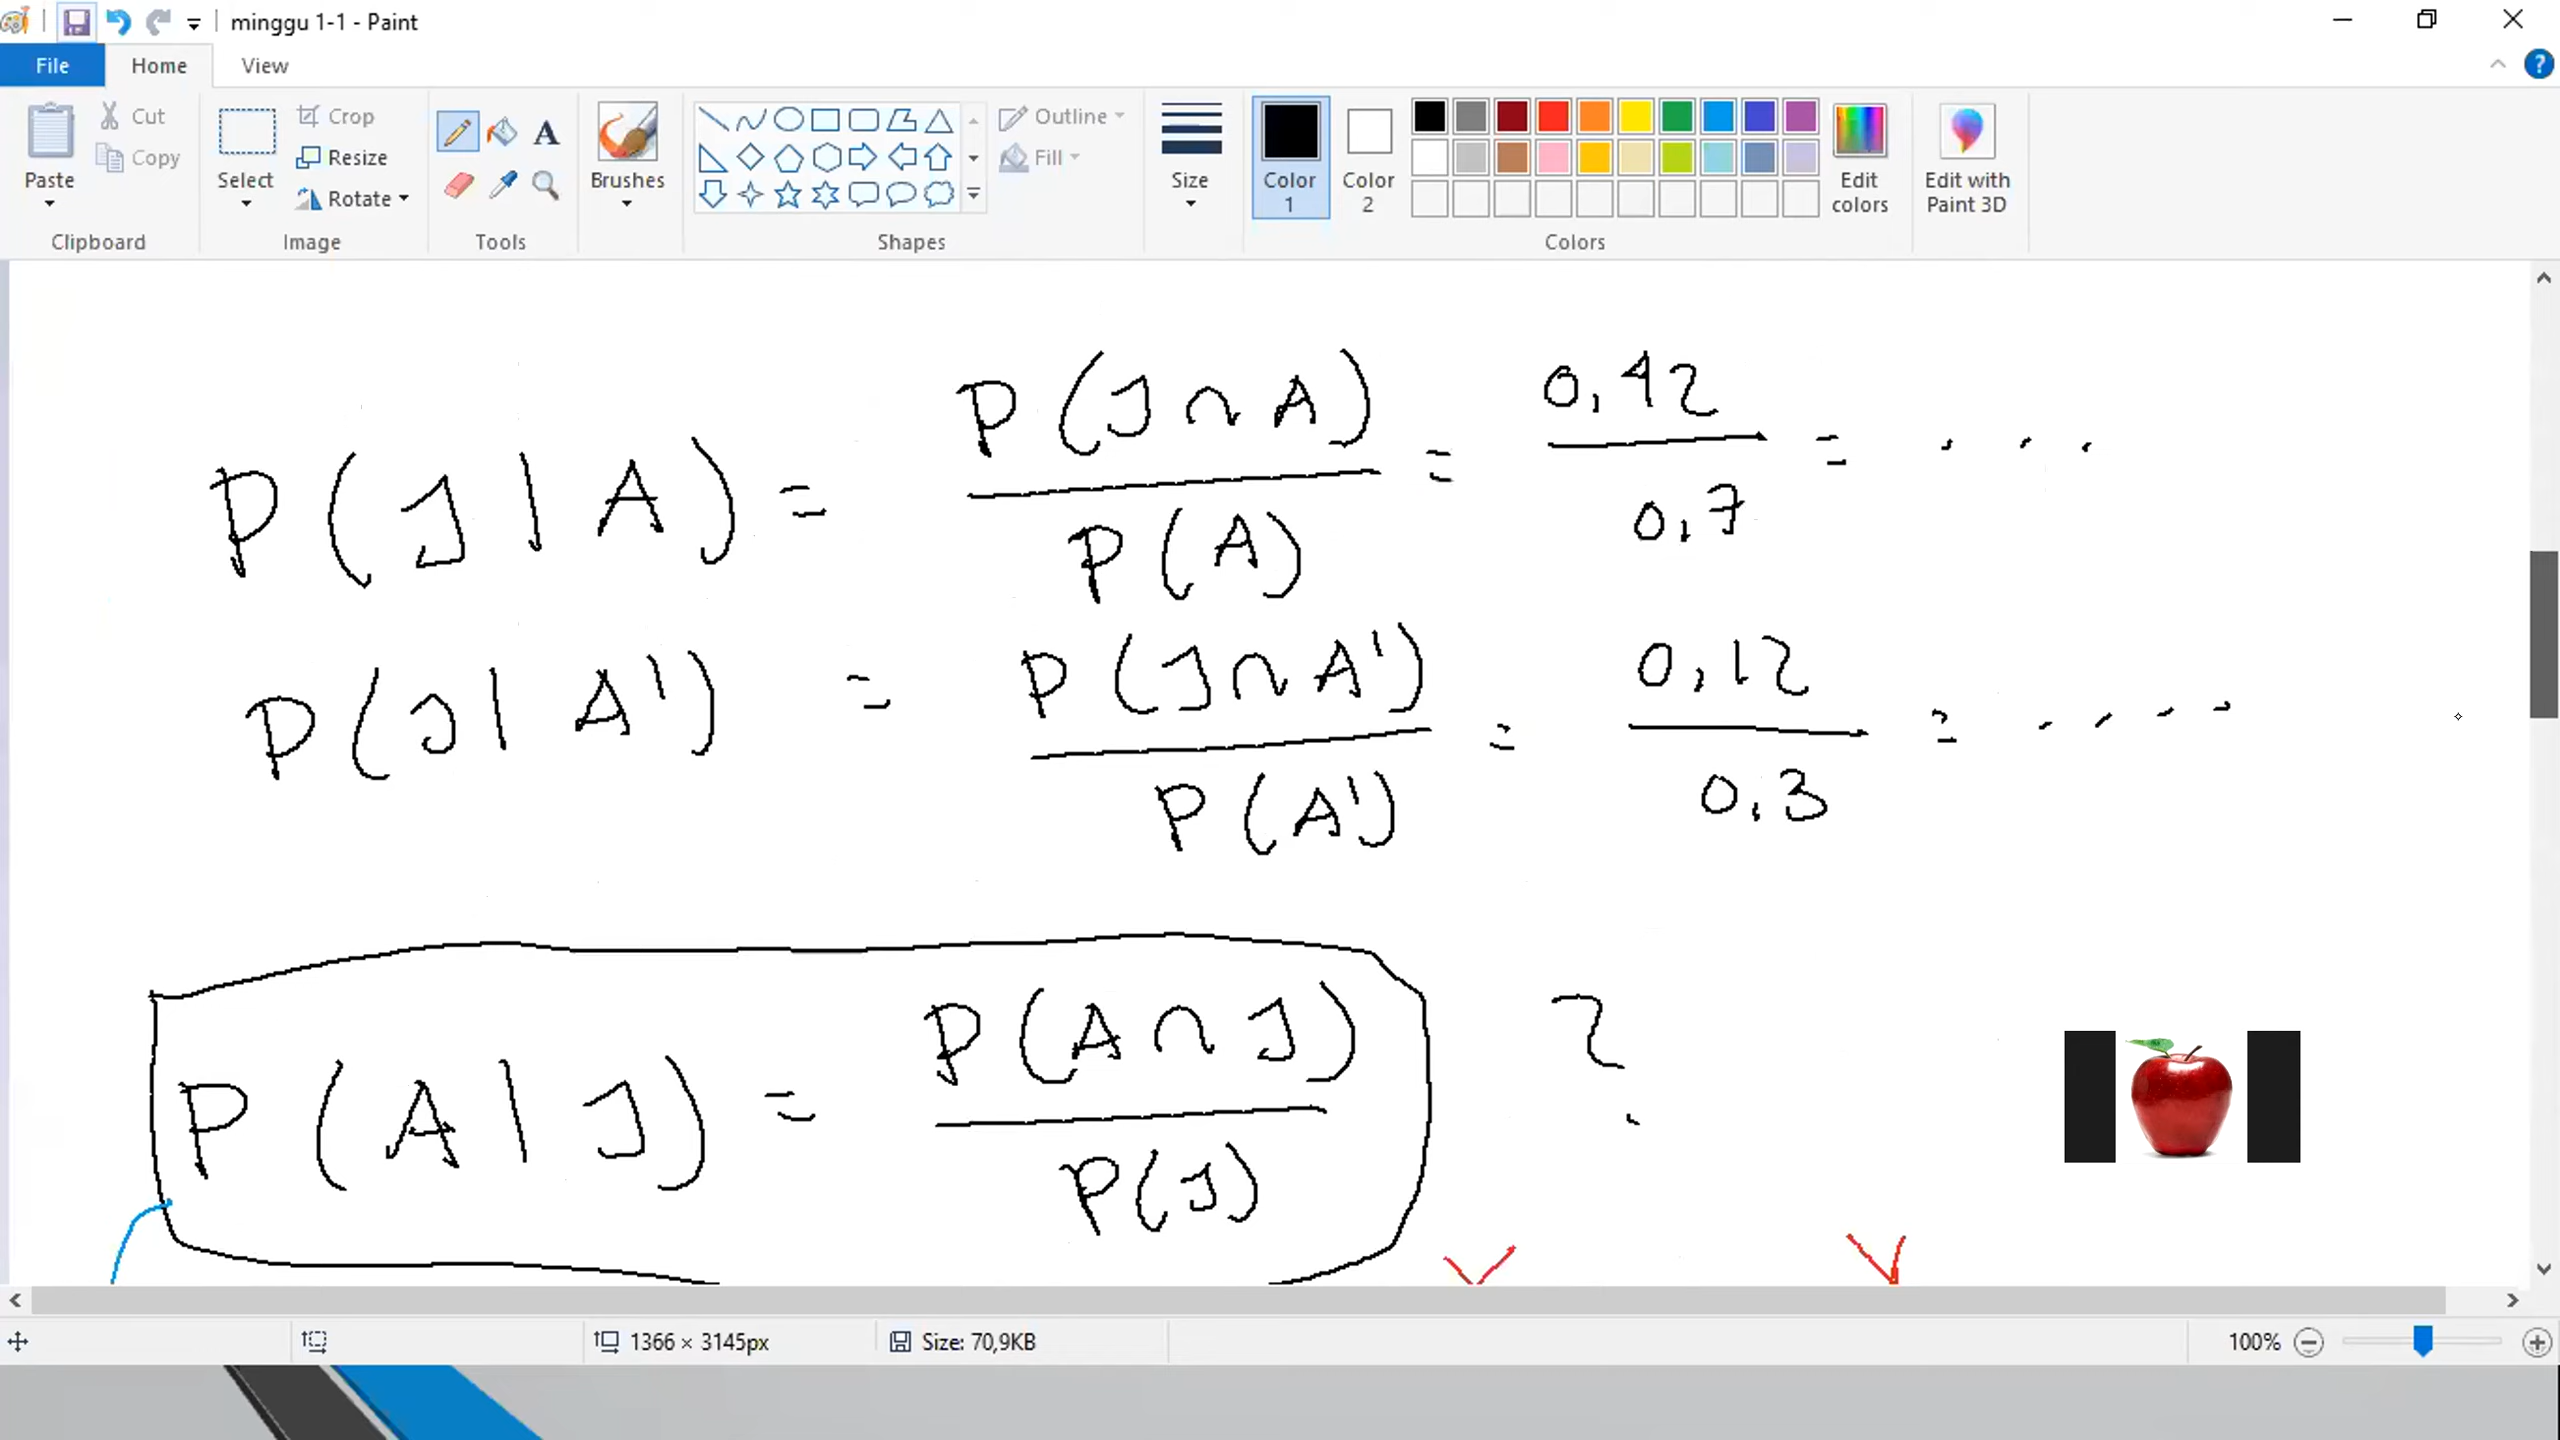 minggu 1-1 - Paint
File Home View
Paste Cut Copy Select Crop Resize Rotate Brushes Outline Fill Size Color 1 Color 2 Edit colors Edit with Paint 3D
Clipboard Image Tools Shapes Colors
P(J|A) = P(J∩A) / P(A) = 0,42 / 0,7 = ...
P(J|A') = P(J∩A') / P(A') = 0,12 / 0,3 = ....
P(A|J) = P(A∩J) / P(J) ?
1366 × 3145px Size: 70,9KB 100%